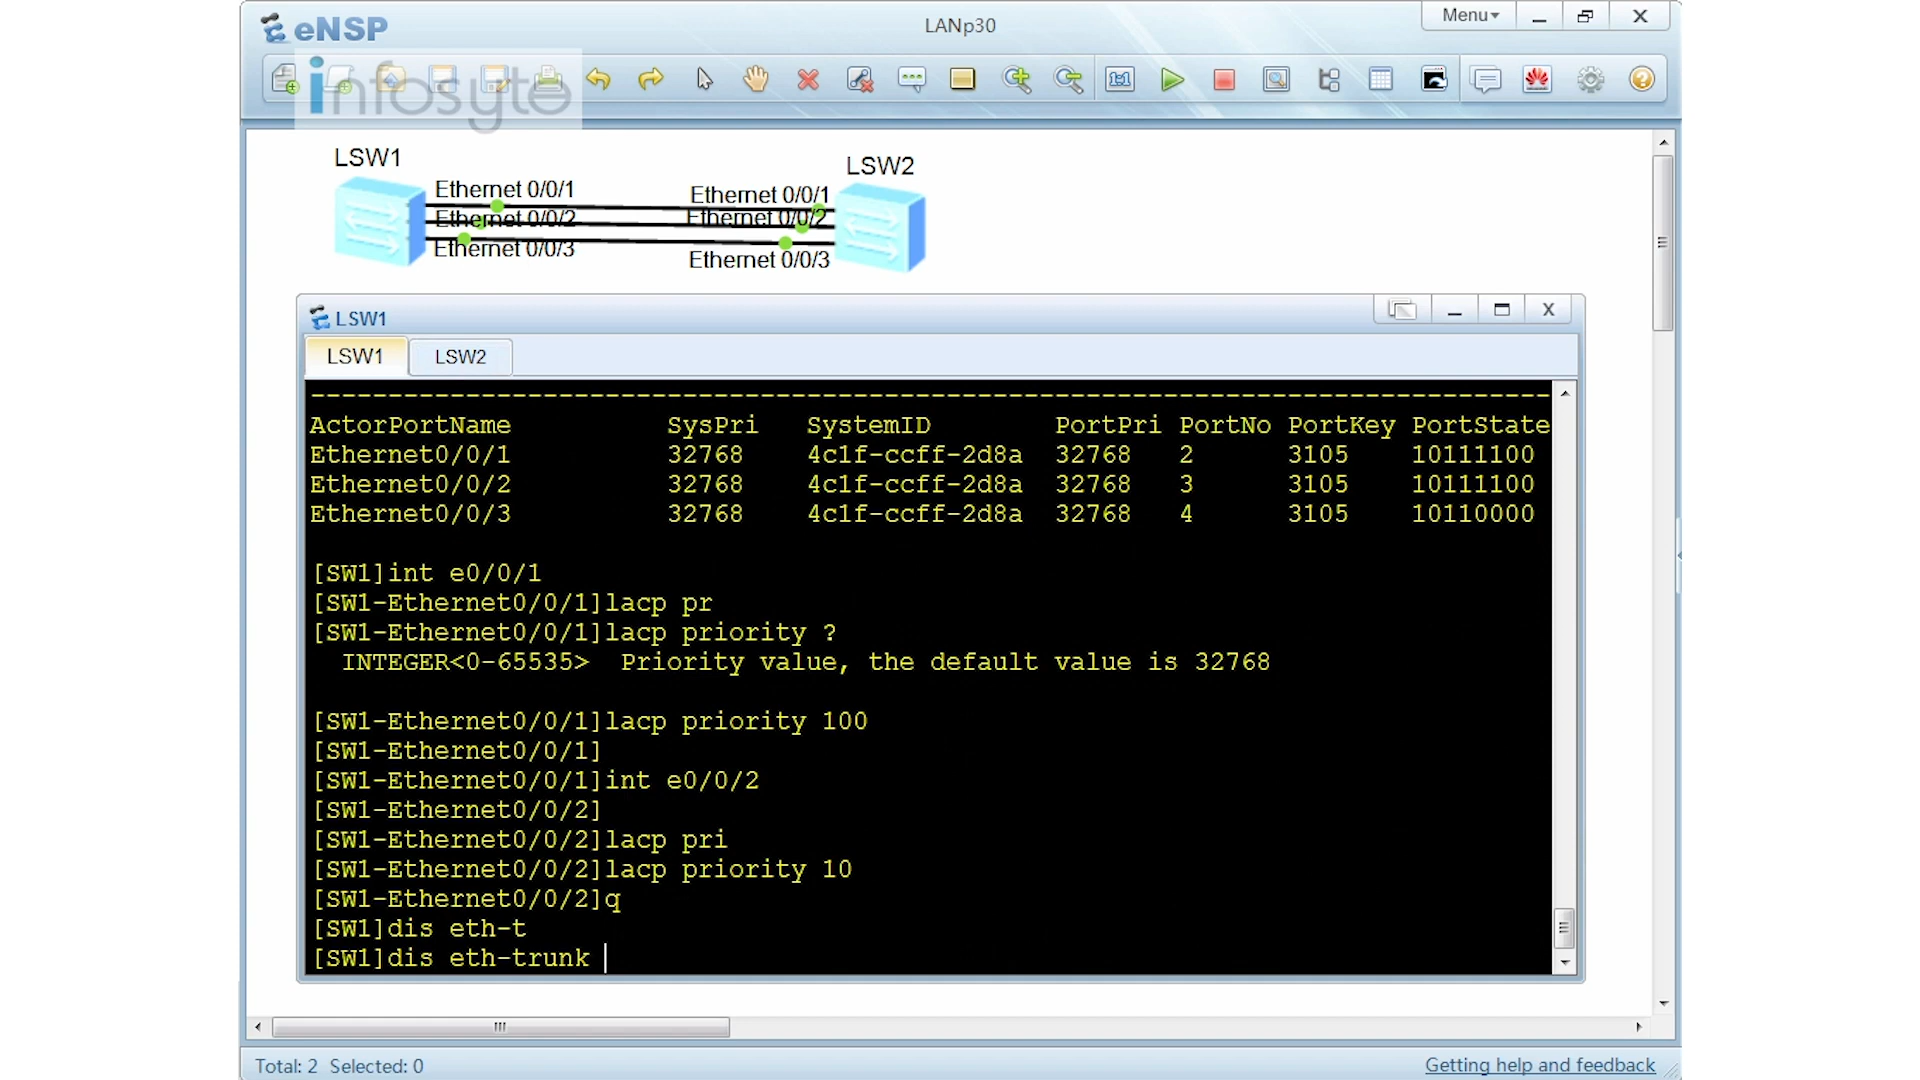 eNSP
LANp30
Menu
infosyte
LSW1
LSW2
Ethernet 0/0/1
Ethernet 0/0/1
Ethernet 0/0/2
Ethernet 0/0/2
Ethernet 0/0/3
Ethernet 0/0/3
LSW1
LSW1
LSW2
ActorPortName SysPri SystemID PortPri PortNo PortKey PortState
Ethernet0/0/1 32768 4c1f-ccff-2d8a 32768 2 3105 10111100
Ethernet0/0/2 32768 4c1f-ccff-2d8a 32768 3 3105 10111100
Ethernet0/0/3 32768 4c1f-ccff-2d8a 32768 4 3105 10110000
[SW1]int e0/0/1
[SW1-Ethernet0/0/1]lacp pr
[SW1-Ethernet0/0/1]lacp priority ?
INTEGER<0-65535> Priority value, the default value is 32768
[SW1-Ethernet0/0/1]lacp priority 100
[SW1-Ethernet0/0/1]
[SW1-Ethernet0/0/1]int e0/0/2
[SW1-Ethernet0/0/2]
[SW1-Ethernet0/0/2]lacp pri
[SW1-Ethernet0/0/2]lacp priority 10
[SW1-Ethernet0/0/2]q
[SW1]dis eth-t
[SW1]dis eth-trunk
Total: 2 Selected: 0
Getting help and feedback